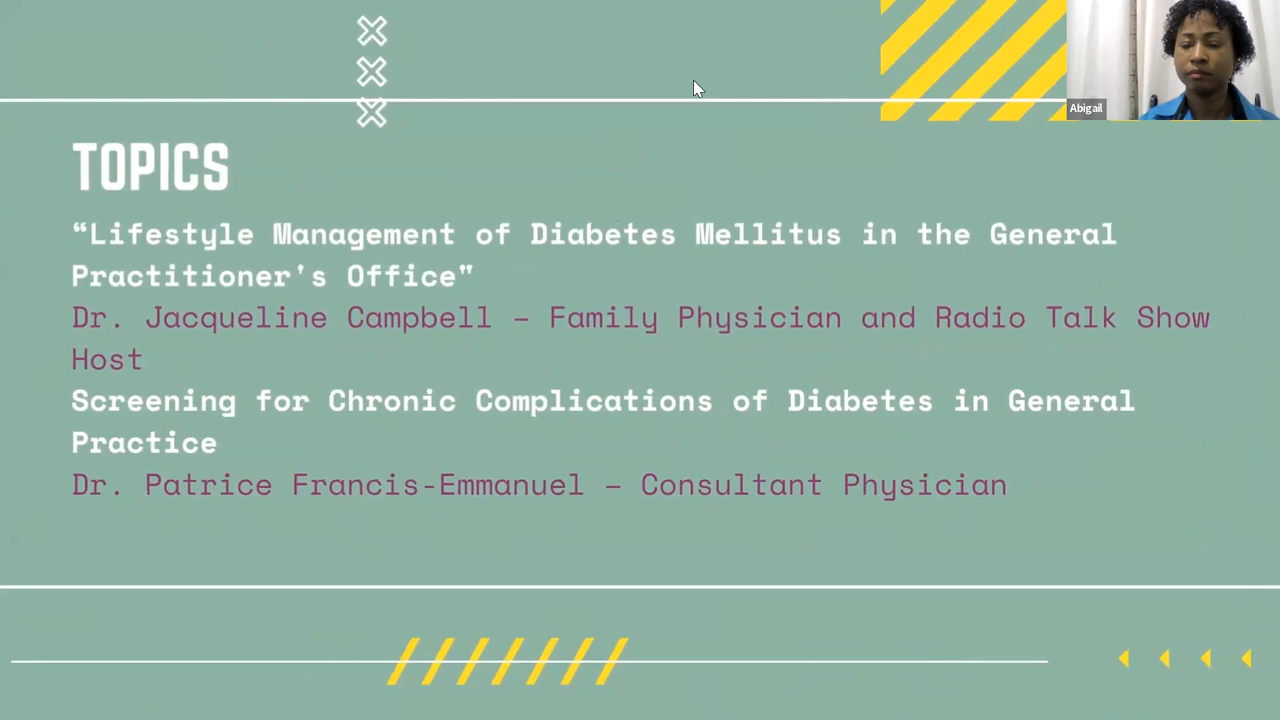 Abigail
TOPICS
“Lifestyle Management of Diabetes Mellitus in the General
Practitioner's Office"
Dr. Jacqueline Campbell – Family Physician and Radio Talk Show
Host
Screening for Chronic Complications of Diabetes in General
Practice
Dr. Patrice Francis-Emmanuel – Consultant Physician